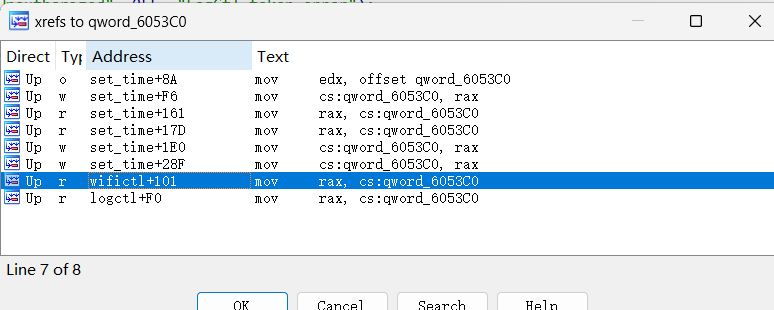 xrefs to qword_6053C0
Direct Typ Address Text
Up o set_time+8A mov edx, offset qword_6053C0
Up w set_time+F6 mov cs:qword_6053C0, rax
Up r set_time+161 mov rax, cs:qword_6053C0
Up r set_time+17D mov rax, cs:qword_6053C0
Up w set_time+1E0 mov cs:qword_6053C0, rax
Up w set_time+28F mov cs:qword_6053C0, rax
Up r wifictl+101 mov rax, cs:qword_6053C0
Up r logctl+F0 mov rax, cs:qword_6053C0
Line 7 of 8
OK Cancel Search Help